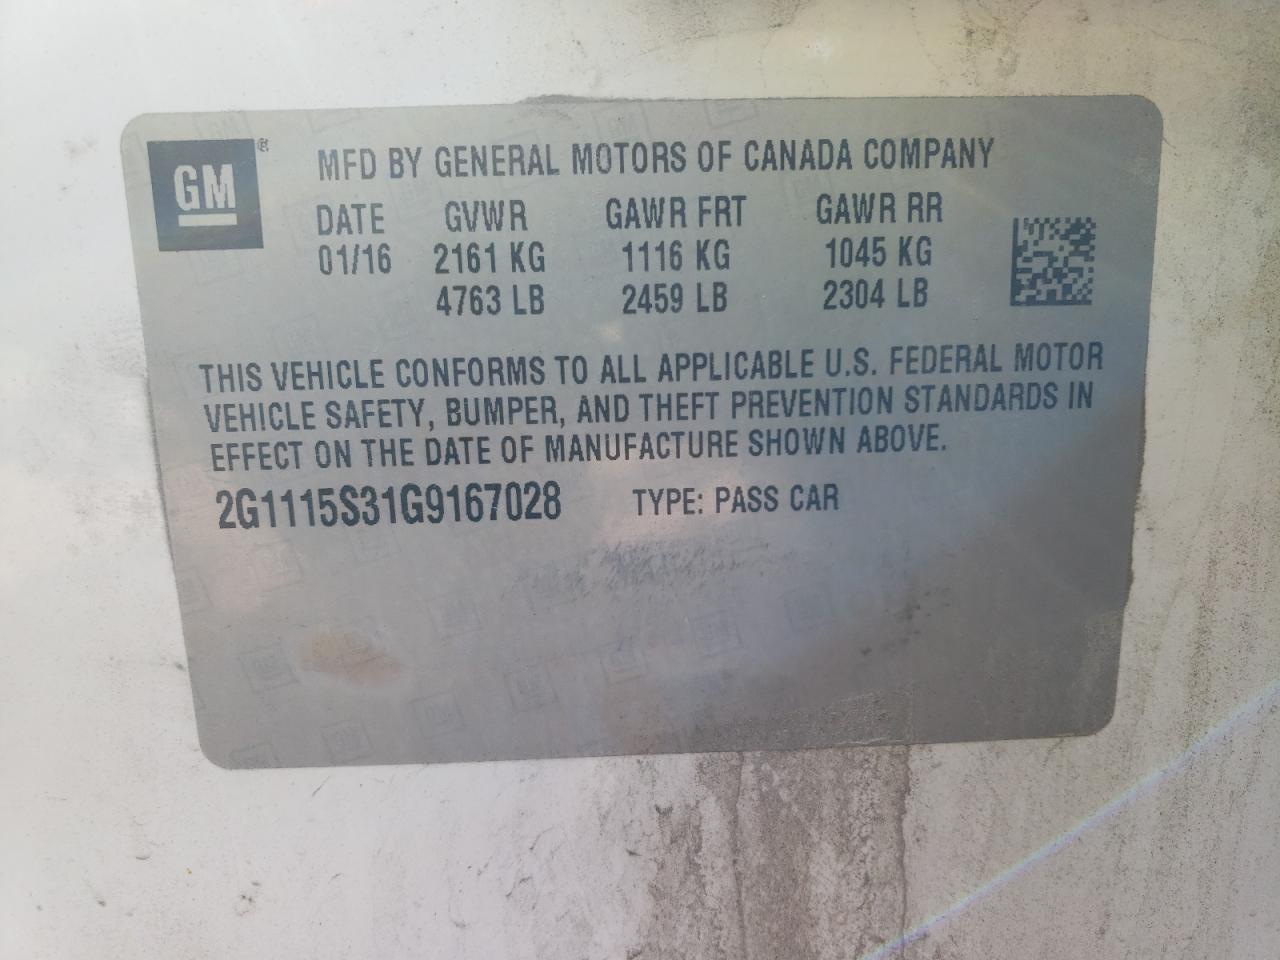 GM ®
MFD BY GENERAL MOTORS OF CANADA COMPANY
DATE GVWR GAWR FRT GAWR RR
01/16 2161 KG 1116 KG 1045 KG
4763 LB 2459 LB 2304 LB
THIS VEHICLE CONFORMS TO ALL APPLICABLE U.S. FEDERAL MOTOR
VEHICLE SAFETY, BUMPER, AND THEFT PREVENTION STANDARDS IN
EFFECT ON THE DATE OF MANUFACTURE SHOWN ABOVE.
2G1115S31G9167028 TYPE: PASS CAR